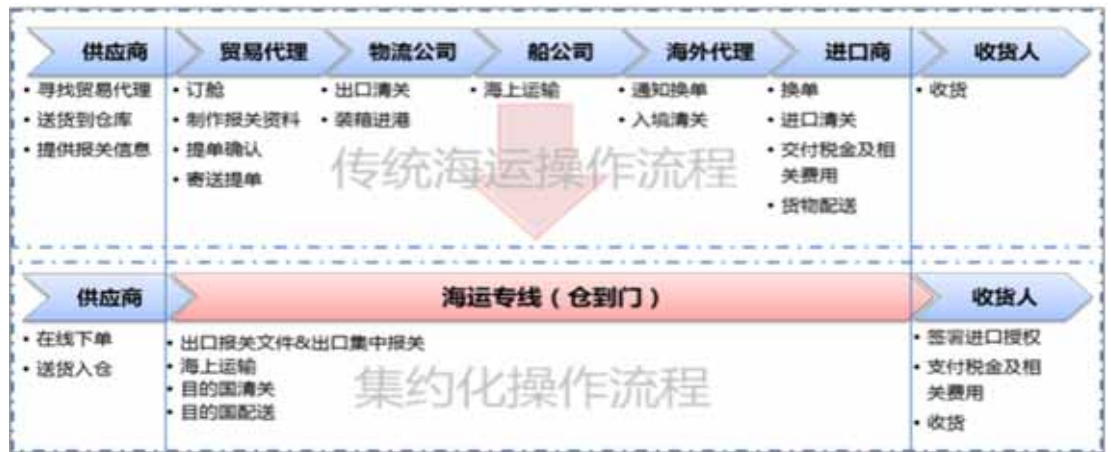 供应商
贸易代理
物流公司
船公司
海外代理
进口商
收货人
• 寻找贸易代理
• 送货到仓库
• 提供报关信息
• 订舱
• 制作报关资料
• 提单确认
• 寄送提单
• 出口清关
• 装箱进港
• 海上运输
• 通知换单
• 入境清关
• 换单
• 进口清关
• 交付税金及相
关费用
• 货物配送
• 收货
传统海运操作流程
供应商
海运专线（仓到门）
收货人
• 在线下单
• 送货入仓
• 出口报关文件&出口集中报关
• 海上运输
• 目的国清关
• 目的国配送
• 签署进口授权
• 支付税金及相
关费用
• 收货
集约化操作流程